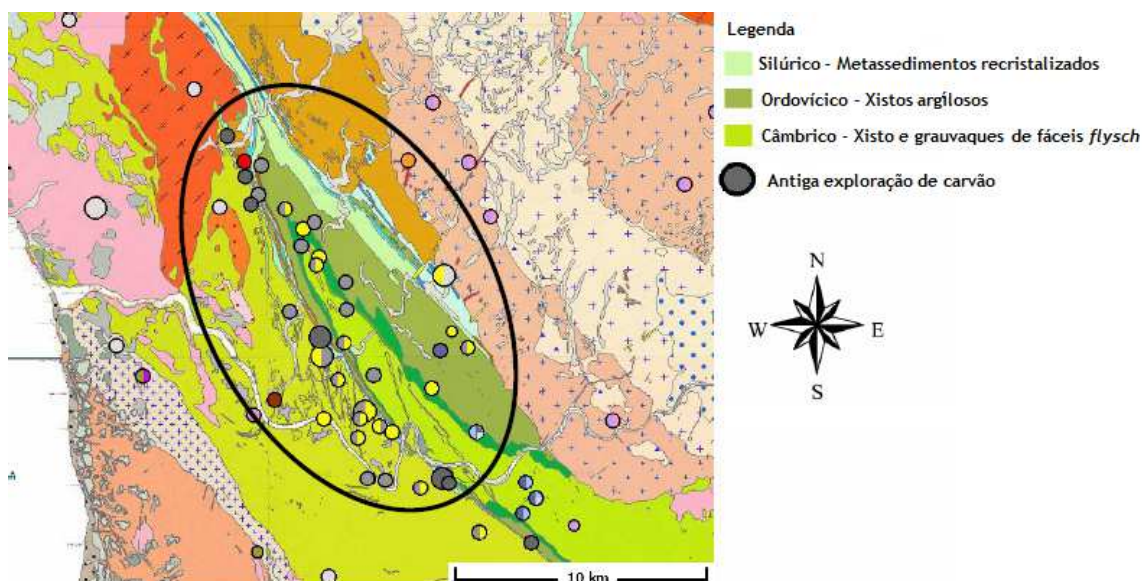 Legenda
Silúrico - Metassedimentos recristalizados
Ordovícico - Xistos argilosos
Câmbrico - Xisto e grauvaques de fáceis flysch
Antiga exploração de carvão
N
W E
S
10 km